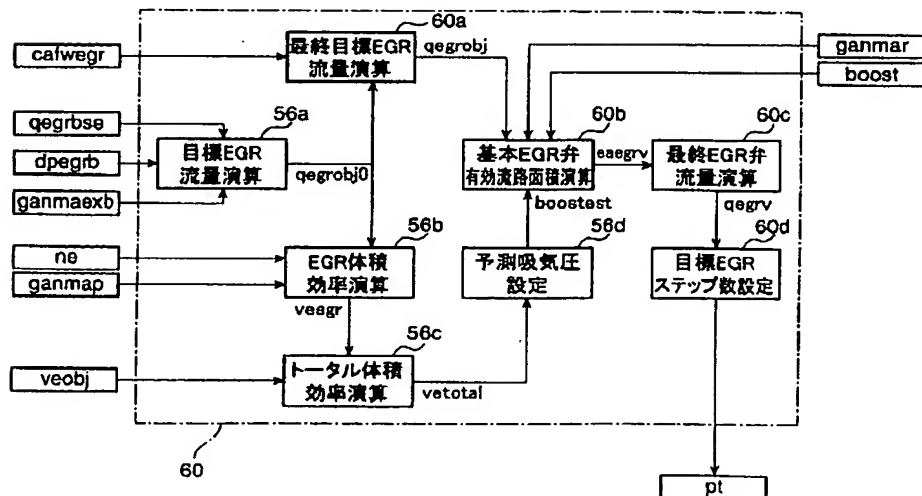 60a
cafwegr
最終目標EGR
流量演算
qegrobj
ganmar
boost
qegrbse
dpegrb
ganmaexb
56a
目標EGR
流量演算
qegrobj0
60b
基本EGR弁
有効流路面積演算
eaegrv
60c
最終EGR弁
流量演算
boostest
qegrv
ne
ganmap
56b
EGR体積
効率演算
veegr
56d
予測吸気圧
設定
60d
目標EGR
ステップ数設定
veobj
56c
トータル体積
効率演算
vetotal
60
pt